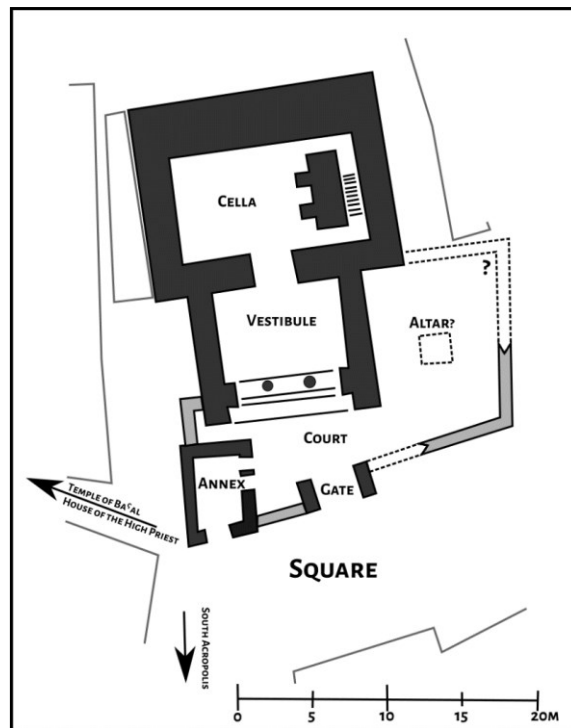 Cella
Vestibule
?
Altar?
Court
Annex
Gate
Temple of Baʿal
House of the High Priest
Square
South Acropolis
0 5 10 15 20m